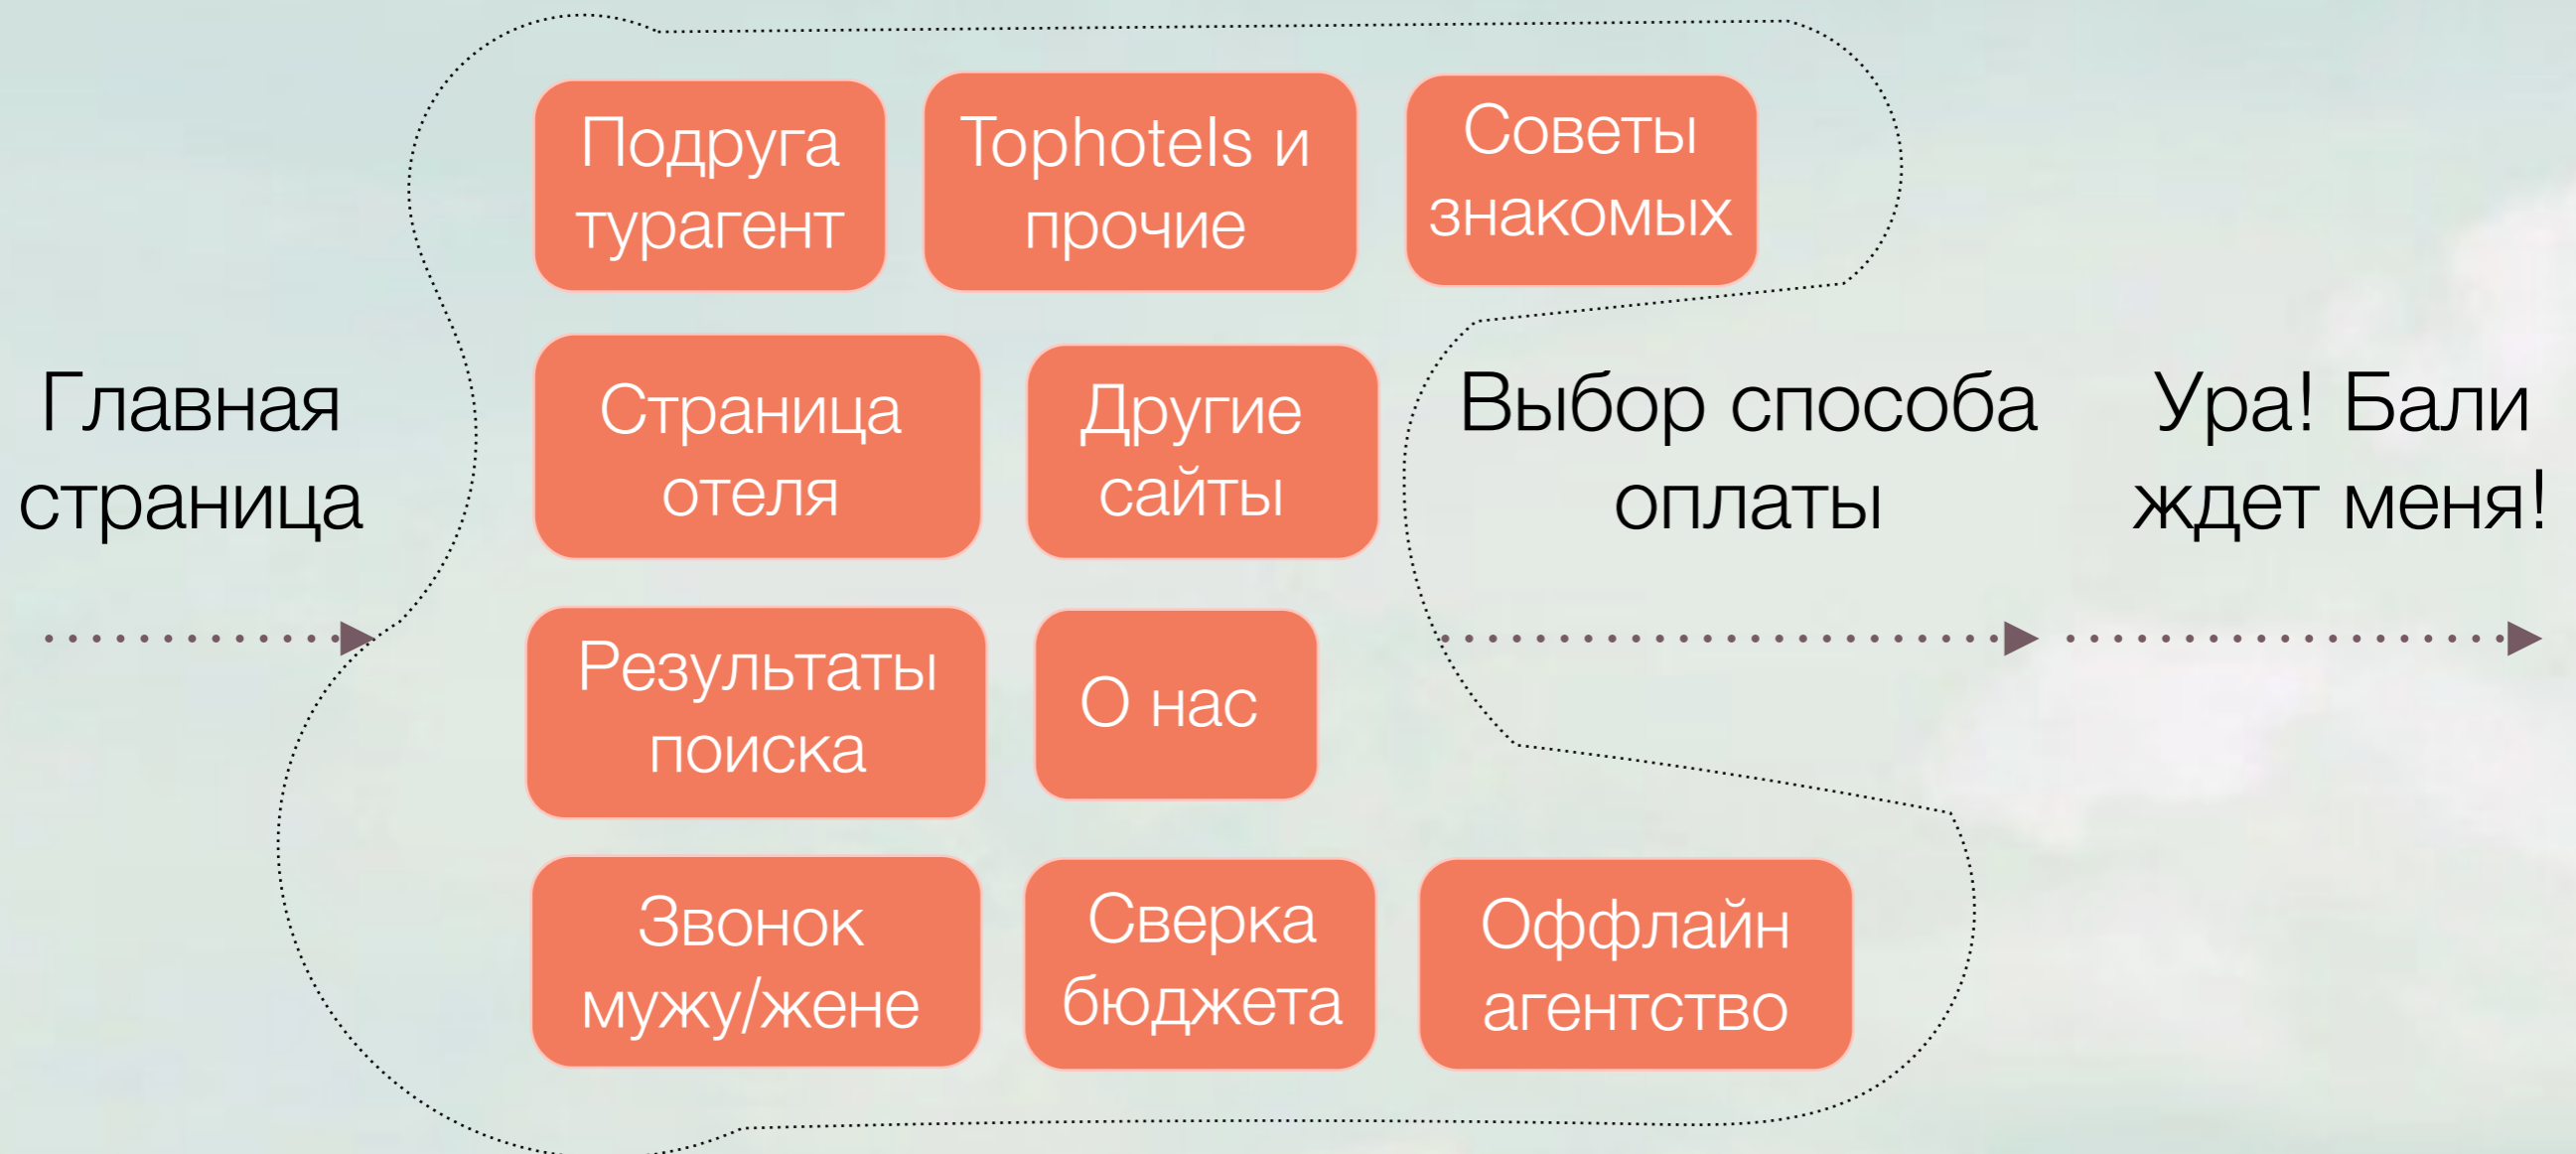 Главная
страница
Подруга
турагент
Tophotels и
прочие
Советы
знакомых
Страница
отеля
Другие
сайты
Результаты
поиска
О нас
Звонок
мужу/жене
Сверка
бюджета
Оффлайн
агентство
Выбор способа
оплаты
Ура! Бали
ждет меня!